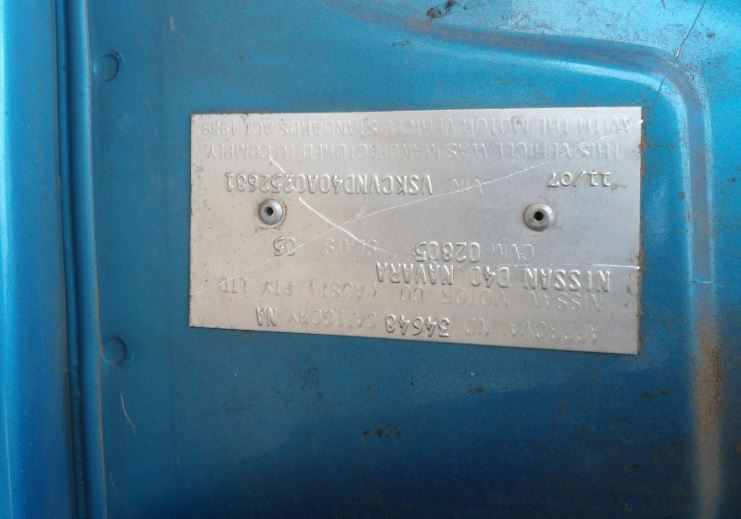 APPROVAL NO 34648 CATEGORY NA
NISSAN MOTOR CO (AUST) PTY LTD
NISSAN D40 NAVARA
GVM 02805 SEATS 05
11/07 VIN VSKCVND40A0252681
THIS VEHICLE WAS MANUFACTURED TO COMPLY
WITH THE MOTOR VEHICLE STANDARDS ACT 1989